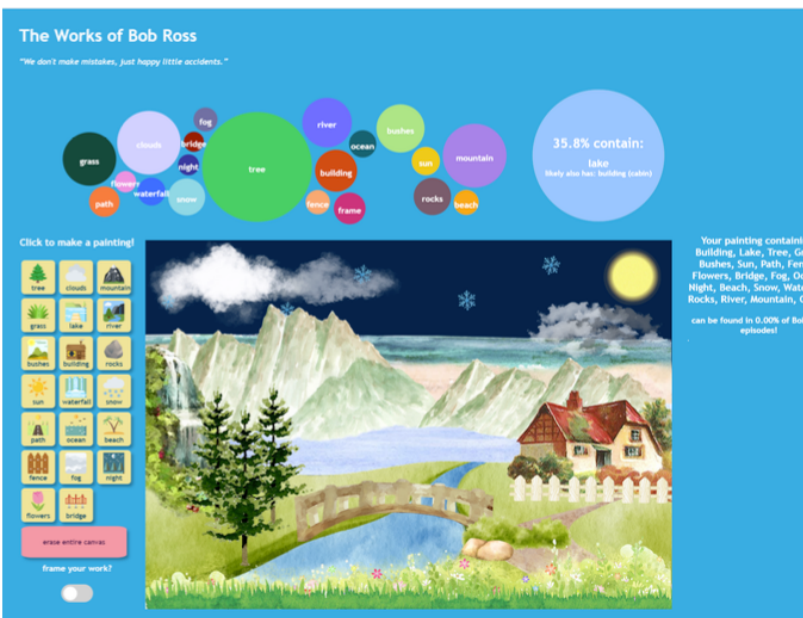 The Works of Bob Ross
"We don't make mistakes, just happy little accidents."
fog
river
bushes
clouds
bridge
ocean
35.8% contain:
grass
night
tree
building
sun
mountain
lake
likely also has: building (cabin)
flowers
waterfall
path
snow
fence
frame
rocks
beach
Click to make a painting!
Your painting containi
Building, Lake, Tree, G
Bushes, Sun, Path, Fen
Flowers, Bridge, Fog, Oc
Night, Beach, Snow, Wat
Rocks, River, Mountain, C
can be found in 0.00% of Bo
episodes!
tree clouds mountain
grass lake river
bushes building rocks
sun waterfall snow
path ocean beach
fence fog night
flowers bridge
erase entire canvas
frame your work?